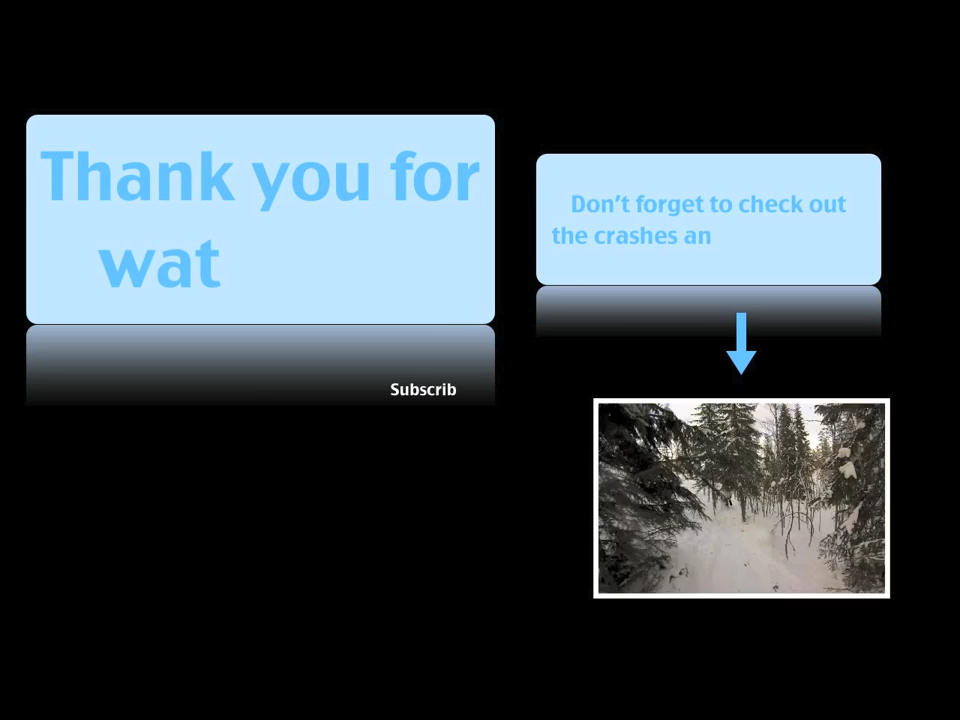 Thank you for
wat
Subscrib
Don't forget to check out
the crashes an